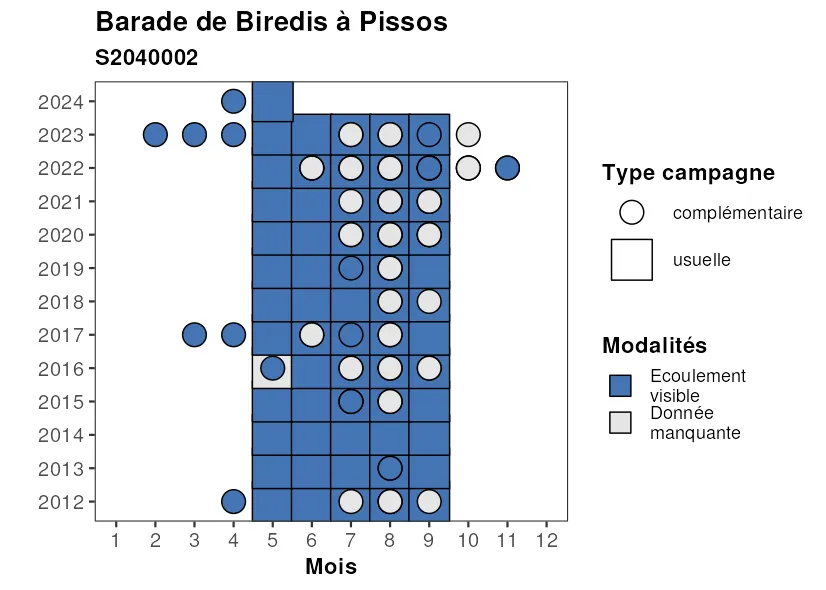 Barade de Biredis à Pissos
S2040002
2024
2023
2022
2021
2020
2019
2018
2017
2016
2015
2014
2013
2012
1 2 3 4 5 6 7 8 9 10 11 12
Mois
Type campagne
complémentaire
usuelle
Modalités
Ecoulement
visible
Donnée
manquante